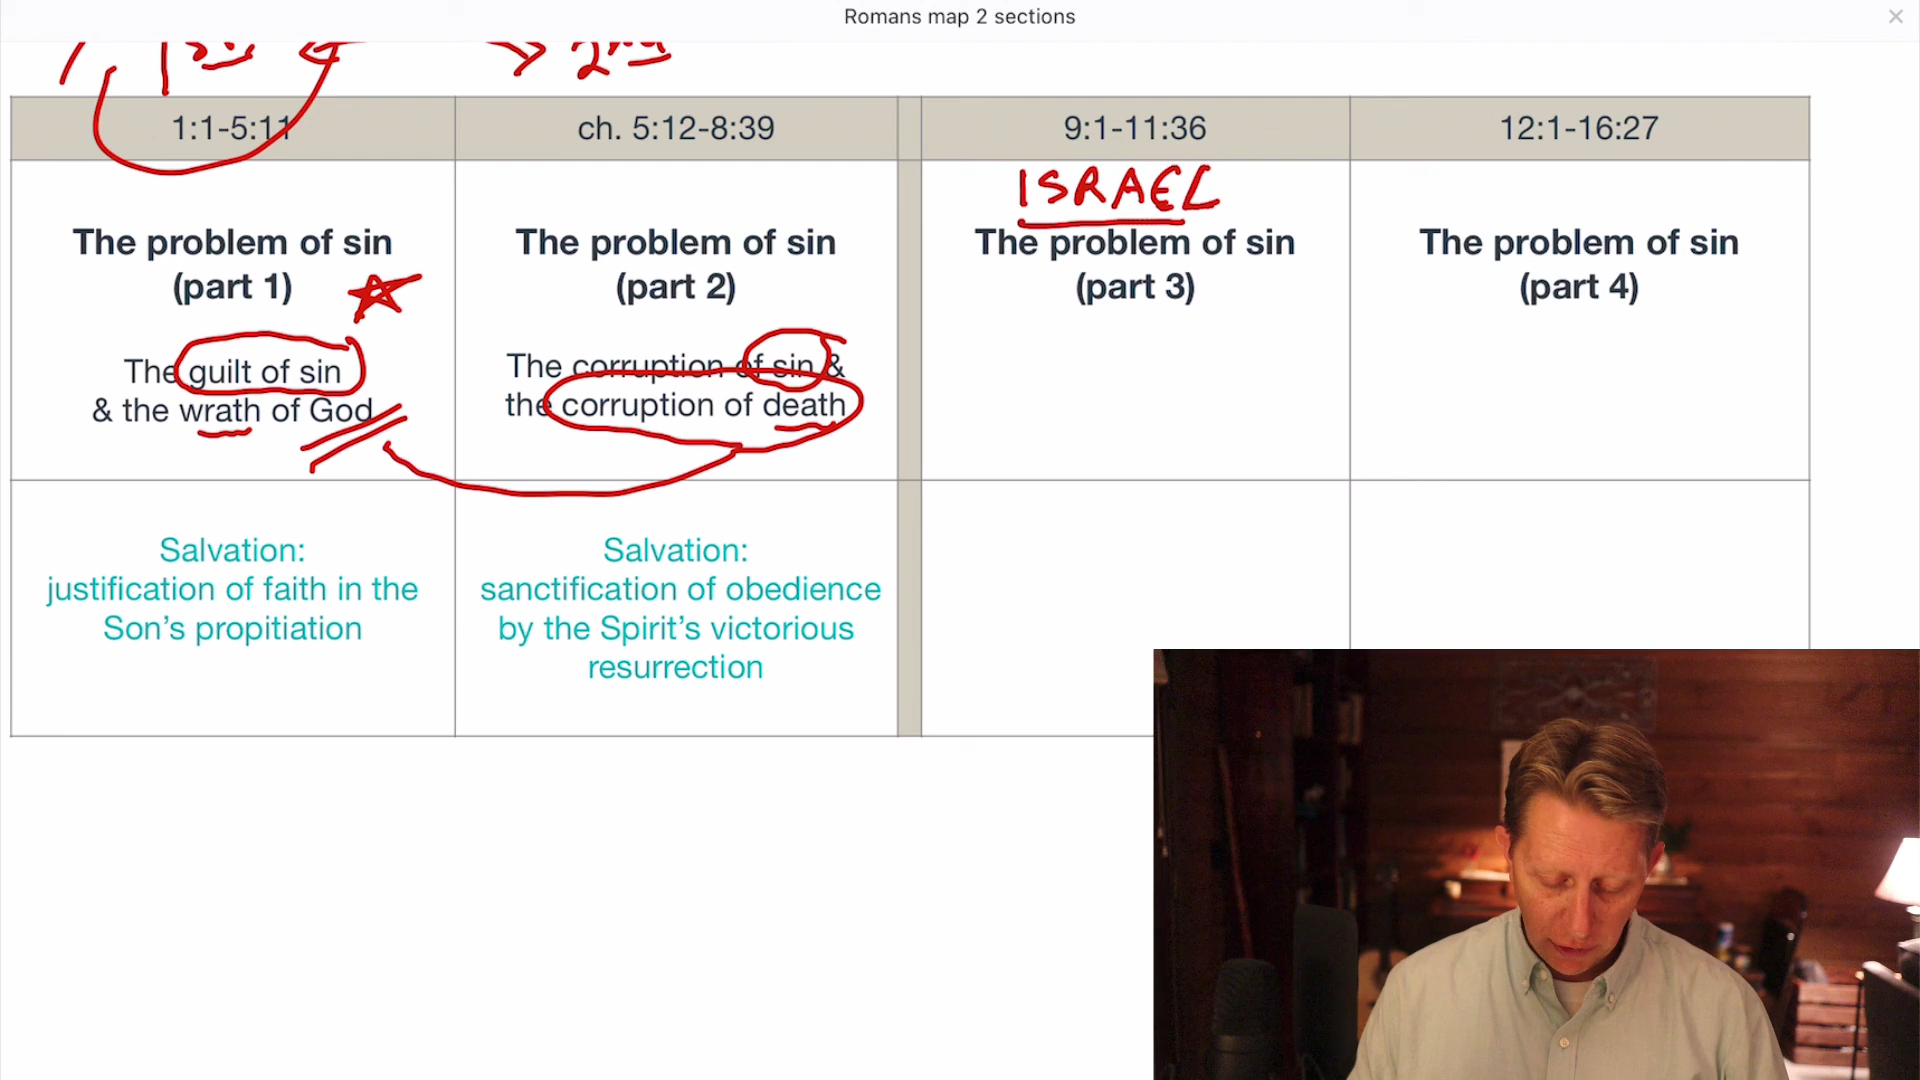 Romans map 2 sections
1st
2nd
1:1-5:11
ch. 5:12-8:39
9:1-11:36
12:1-16:27
The problem of sin
(part 1)
The guilt of sin
& the wrath of God
The problem of sin
(part 2)
The corruption of sin &
the corruption of death
ISRAEL
The problem of sin
(part 3)
The problem of sin
(part 4)
Salvation:
justification of faith in the
Son's propitiation
Salvation:
sanctification of obedience
by the Spirit's victorious
resurrection